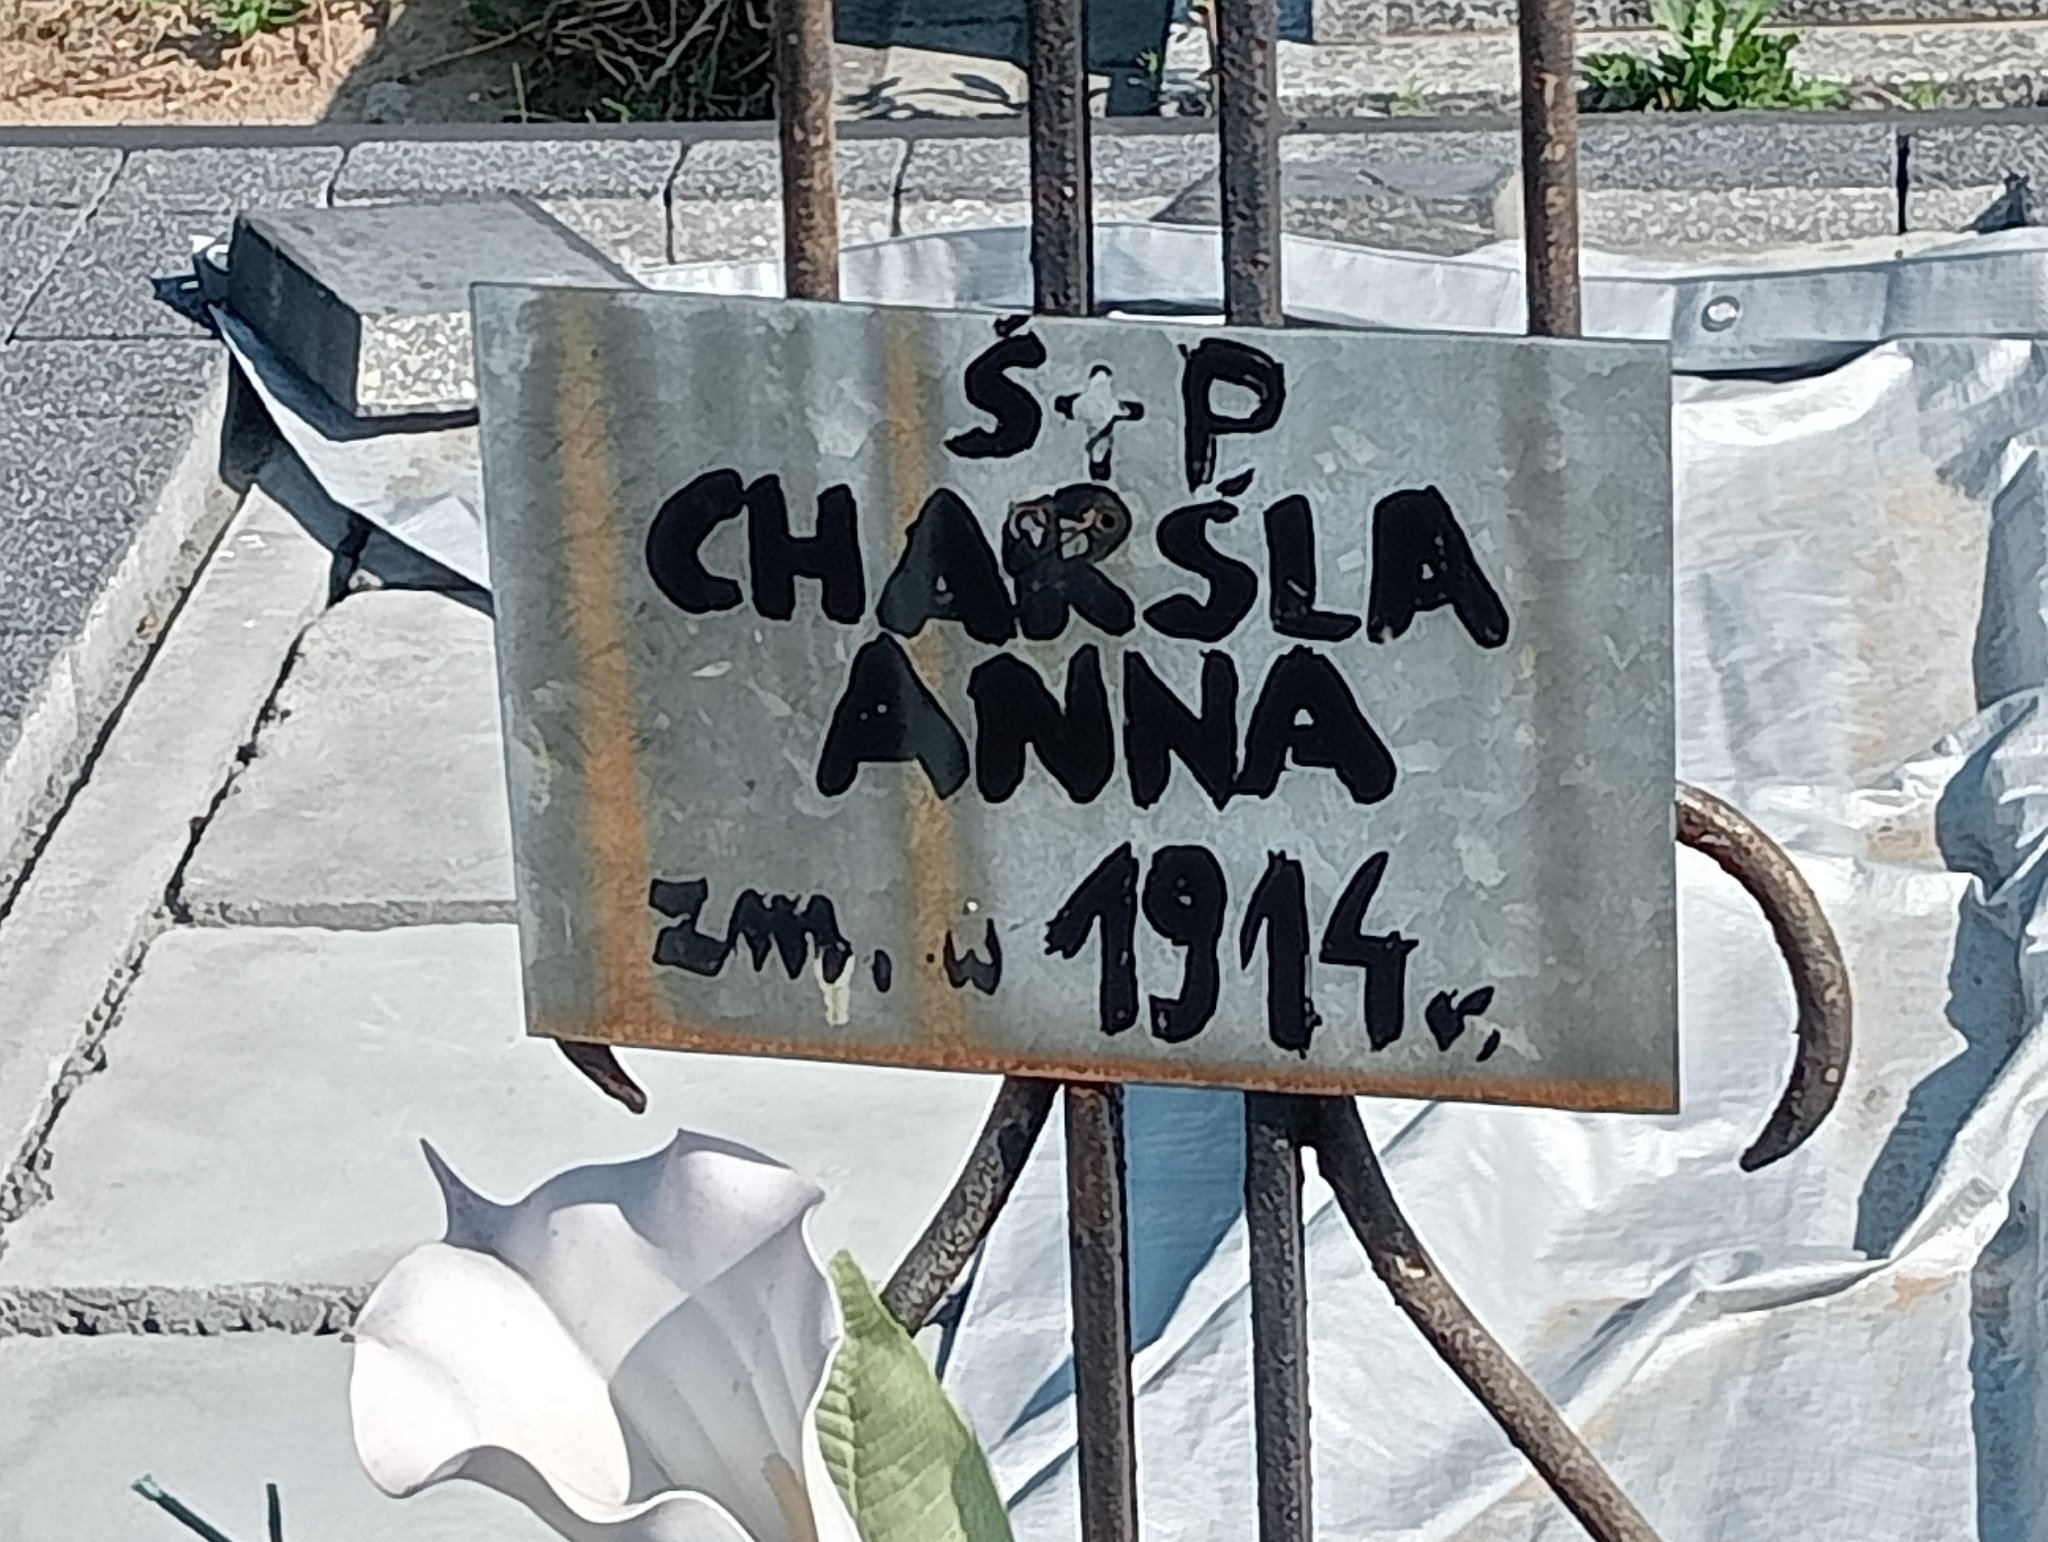 Ś+P
CHARŚLA
ANNA
zm. w 1914 r.